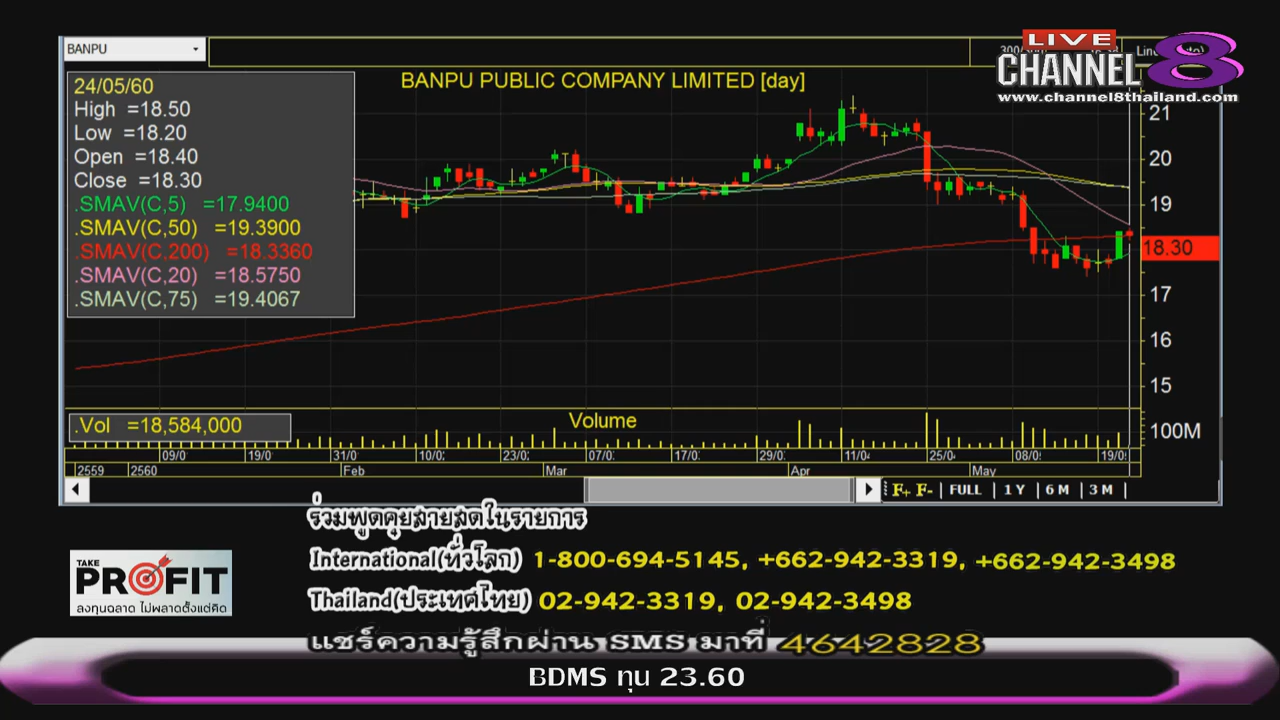 BANPU
LIVE
CHANNEL 8
www.channel8thailand.com
BANPU PUBLIC COMPANY LIMITED [day]
24/05/60
High =18.50
Low =18.20
Open =18.40
Close =18.30
.SMAV(C,5) =17.9400
.SMAV(C,50) =19.3900
.SMAV(C,200) =18.3360
.SMAV(C,20) =18.5750
.SMAV(C,75) =19.4067
21
20
19
18.30
17
16
15
.Vol =18,584,000
Volume
100M
09/0 19/0 31/0 10/0 23/0 07/0 17/0 29/0 11/0 25/0 08/0 19/0
2559 2560 Feb Mar Apr May
F+ F- FULL 1 Y 6 M 3 M
ร่วมพูดคุยสายสดในรายการ
International(ทั่วโลก) 1-800-694-5145, +662-942-3319, +662-942-3498
TAKE
PROFIT
ลงทุนฉลาด ไม่พลาดตั้งแต่คิด
Thailand(ประเทศไทย) 02-942-3319, 02-942-3498
แชร์ความรู้สึกผ่าน SMS มาที่ 4642828
BDMS ทุน 23.60